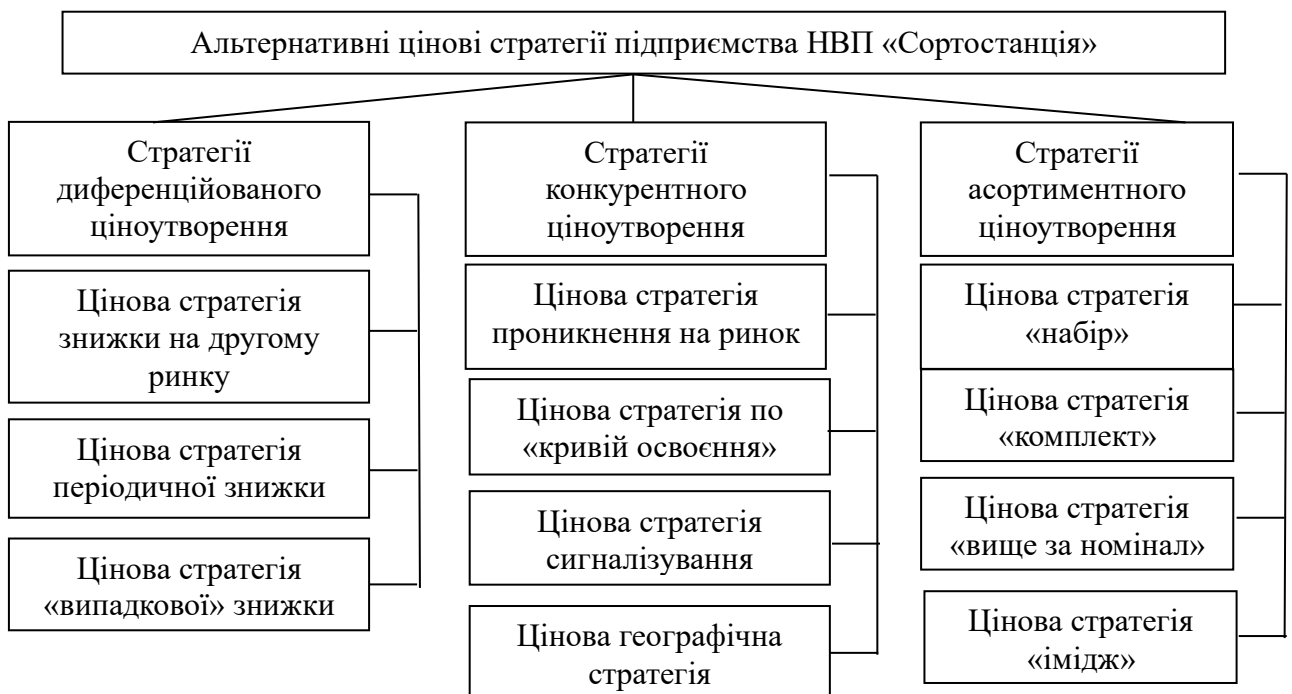 Альтернативні цінові стратегії підприємства НВП «Сортостанція»
Стратегії
диференційованого
ціноутворення
Цінова стратегія
знижки на другому
ринку
Цінова стратегія
періодичної знижки
Цінова стратегія
«випадкової» знижки
Стратегії
конкурентного
ціноутворення
Цінова стратегія
проникнення на ринок
Цінова стратегія по
«кривій освоєння»
Цінова стратегія
сигналізування
Цінова географічна
стратегія
Стратегії
асортиментного
ціноутворення
Цінова стратегія
«набір»
Цінова стратегія
«комплект»
Цінова стратегія
«вище за номінал»
Цінова стратегія
«імідж»